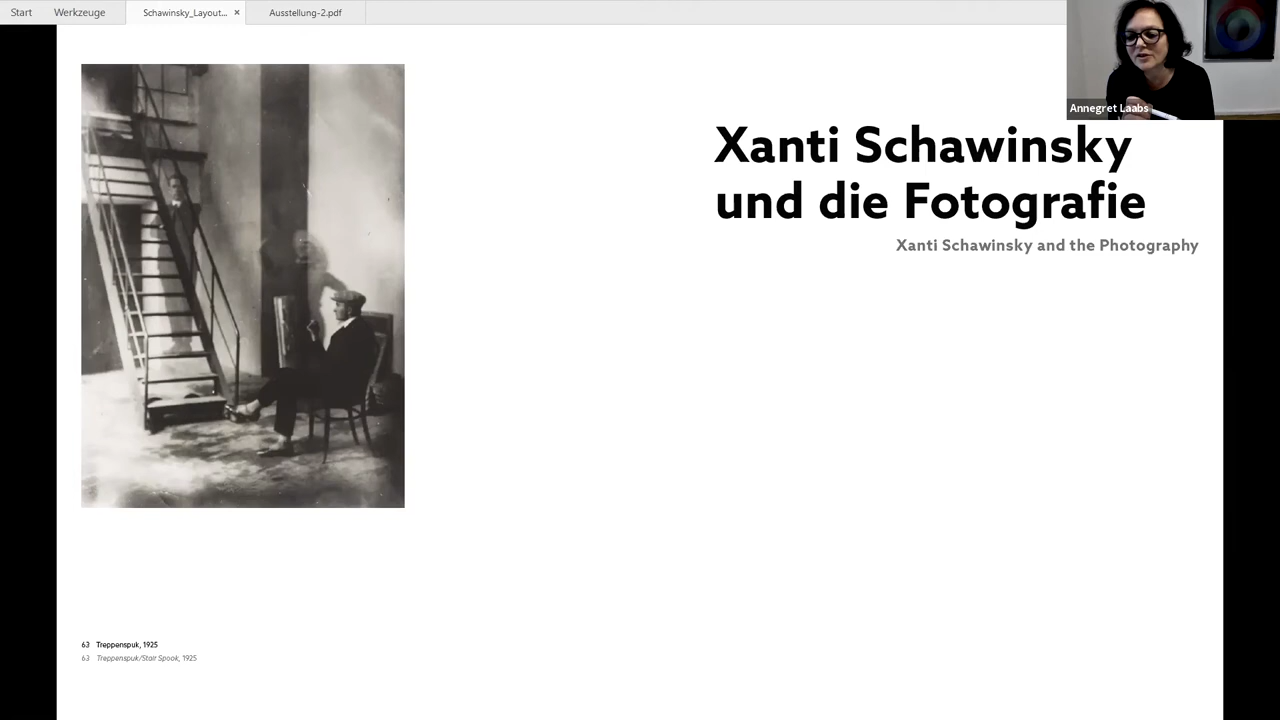 Start Werkzeuge Schawinsky_Layout... × Ausstellung-2.pdf
Annegret Laabs
Xanti Schawinsky
und die Fotografie
Xanti Schawinsky and the Photography
63 Treppenspuk, 1925
63 Treppenspuk/Stair Spook, 1925